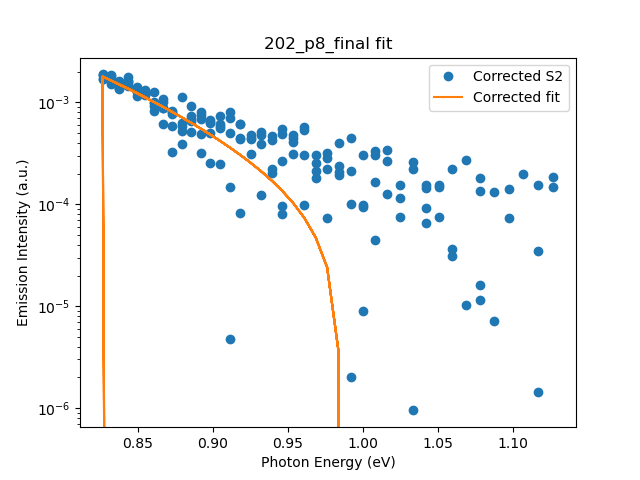 202_p8_final fit
Corrected S2
Corrected fit
Emission Intensity (a.u.)
10⁻³
10⁻⁴
10⁻⁵
10⁻⁶
0.85 0.90 0.95 1.00 1.05 1.10
Photon Energy (eV)